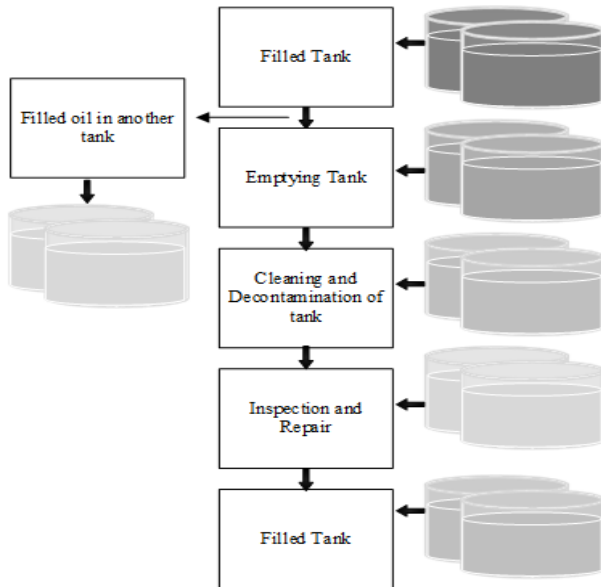 Filled Tank
Filled oil in another
tank
Emptying Tank
Cleaning and
Decontamination of
tank
Inspection and
Repair
Filled Tank